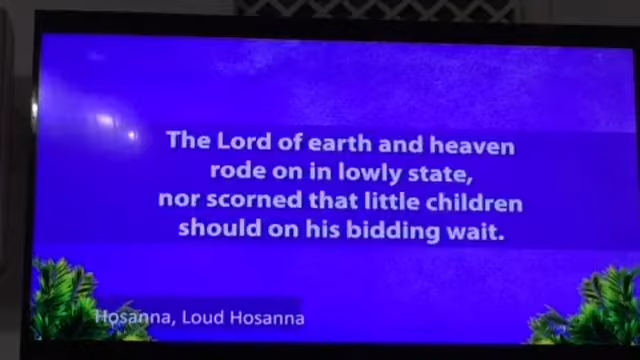 The Lord of earth and heaven
rode on in lowly state,
nor scorned that little children
should on his bidding wait.
Hosanna, Loud Hosanna